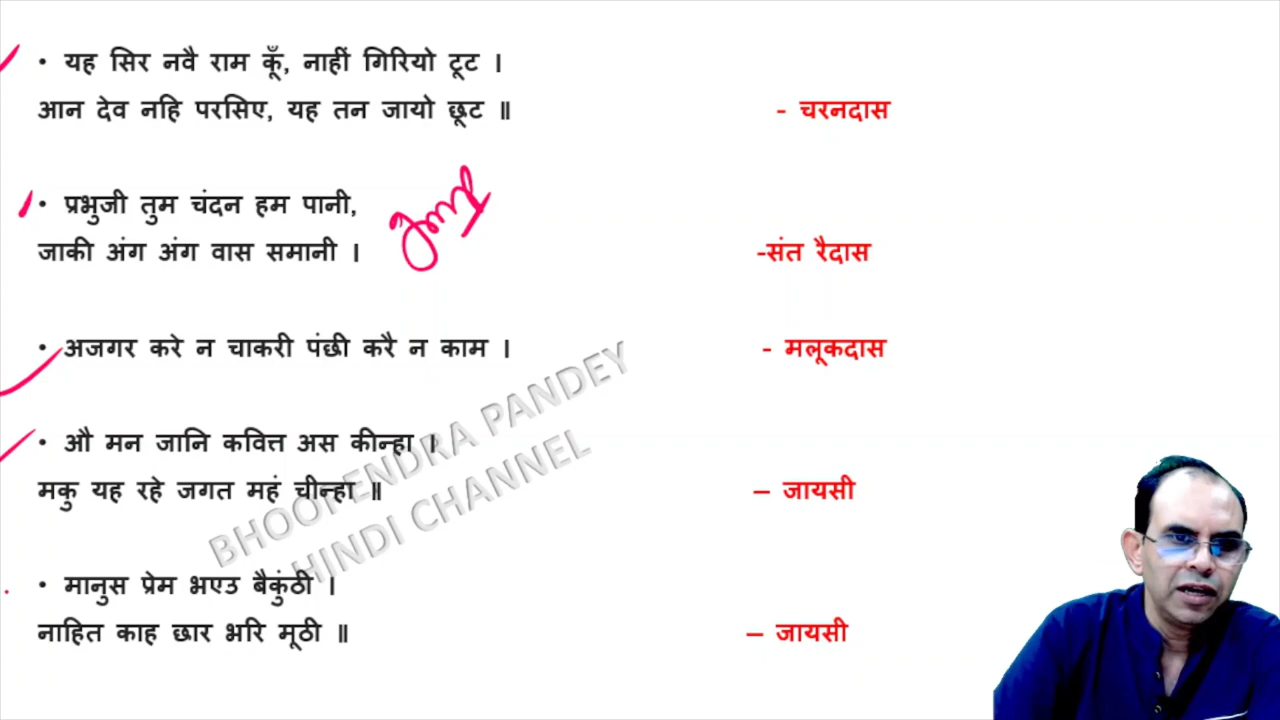 • यह सिर नवै राम कूँ, नाहीं गिरियो टूट ।
आन देव नहि परसिए, यह तन जायो छूट ॥ - चरनदास
• प्रभुजी तुम चंदन हम पानी,
Imp
जाकी अंग अंग वास समानी । -संत रैदास
• अजगर करे न चाकरी पंछी करै न काम । - मलूकदास
• औ मन जानि कवित्त अस कीन्हा ।
मकु यह रहे जगत महं चीन्हा ॥ – जायसी
• मानुस प्रेम भएउ बैकुंठी ।
नाहित काह छार भरि मूठी ॥ – जायसी
BHOOPENDRA PANDEY
HINDI CHANNEL